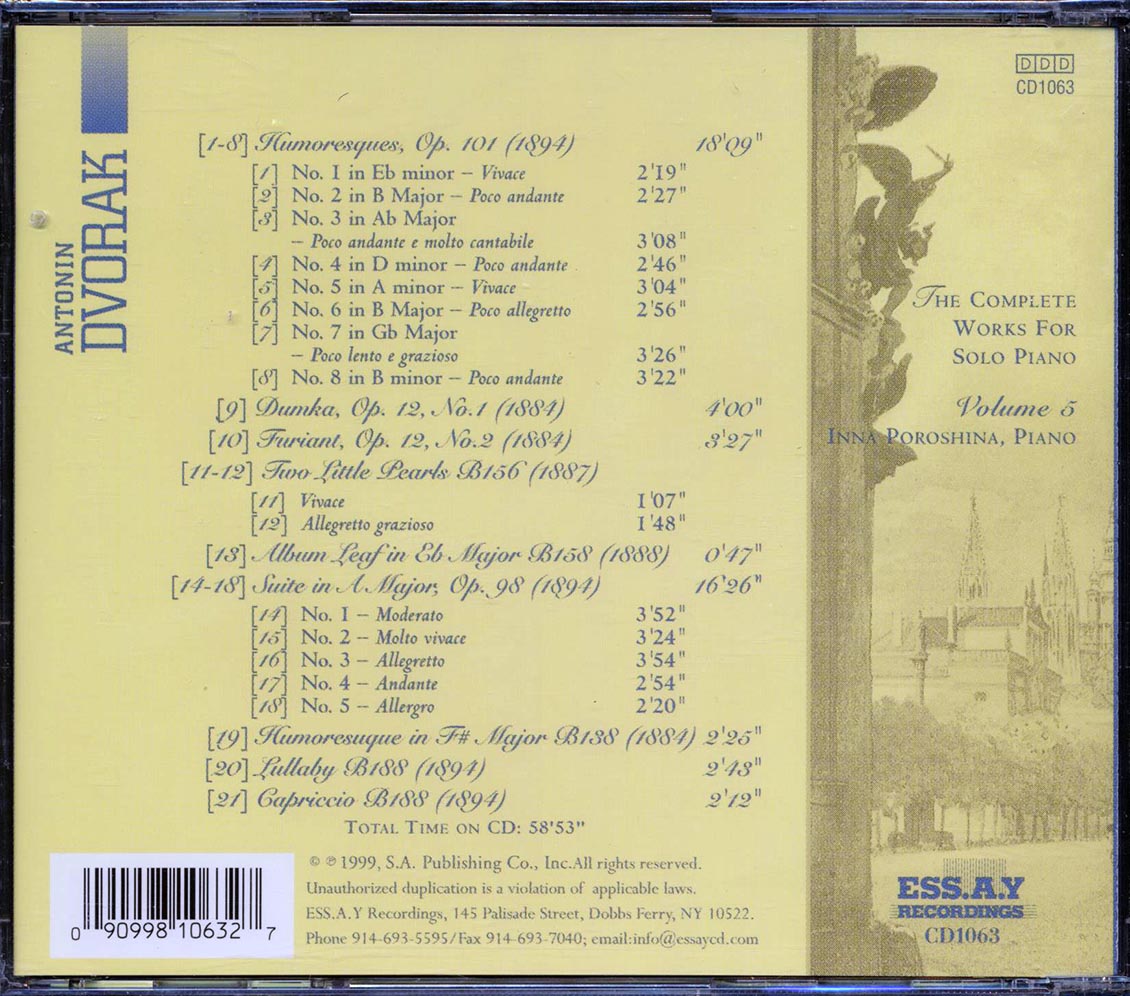 ANTONIN
DVORAK
[1-8] Humoresques, Op. 101 (1894) 18'09"
[1] No. 1 in Eb minor – Vivace 2'19"
[2] No. 2 in B Major – Poco andante 2'27"
[3] No. 3 in Ab Major
– Poco andante e molto cantabile 3'08"
[4] No. 4 in D minor – Poco andante 2'46"
[5] No. 5 in A minor – Vivace 3'04"
[6] No. 6 in B Major – Poco allegretto 2'56"
[7] No. 7 in Gb Major
– Poco lento e grazioso 3'26"
[8] No. 8 in B minor – Poco andante 3'22"
[9] Dumka, Op. 12, No.1 (1884) 4'00"
[10] Furiant, Op. 12, No.2 (1884) 3'27"
[11-12] Two Little Pearls B156 (1887)
[11] Vivace 1'07"
[12] Allegretto grazioso 1'48"
[13] Album Leaf in Eb Major B158 (1888) 0'47"
[14-18] Suite in A Major, Op. 98 (1894) 16'26"
[14] No. 1 – Moderato 3'52"
[15] No. 2 – Molto vivace 3'24"
[16] No. 3 – Allegretto 3'54"
[17] No. 4 – Andante 2'54"
[18] No. 5 – Allergro 2'20"
[19] Humoresuque in F# Major B138 (1884) 2'25"
[20] Lullaby B188 (1894) 2'43"
[21] Capriccio B188 (1894) 2'12"
TOTAL TIME ON CD: 58'53"
© ℗ 1999, S.A. Publishing Co., Inc.All rights reserved.
Unauthorized duplication is a violation of applicable laws.
ESS.A.Y Recordings, 145 Palisade Street, Dobbs Ferry, NY 10522.
Phone 914-693-5595/Fax 914-693-7040; email:info@essaycd.com
0 90998 10632 7
DDD
CD1063
THE COMPLETE
WORKS FOR
SOLO PIANO
Volume 5
INNA POROSHINA, PIANO
ESS.A.Y
RECORDINGS
CD1063